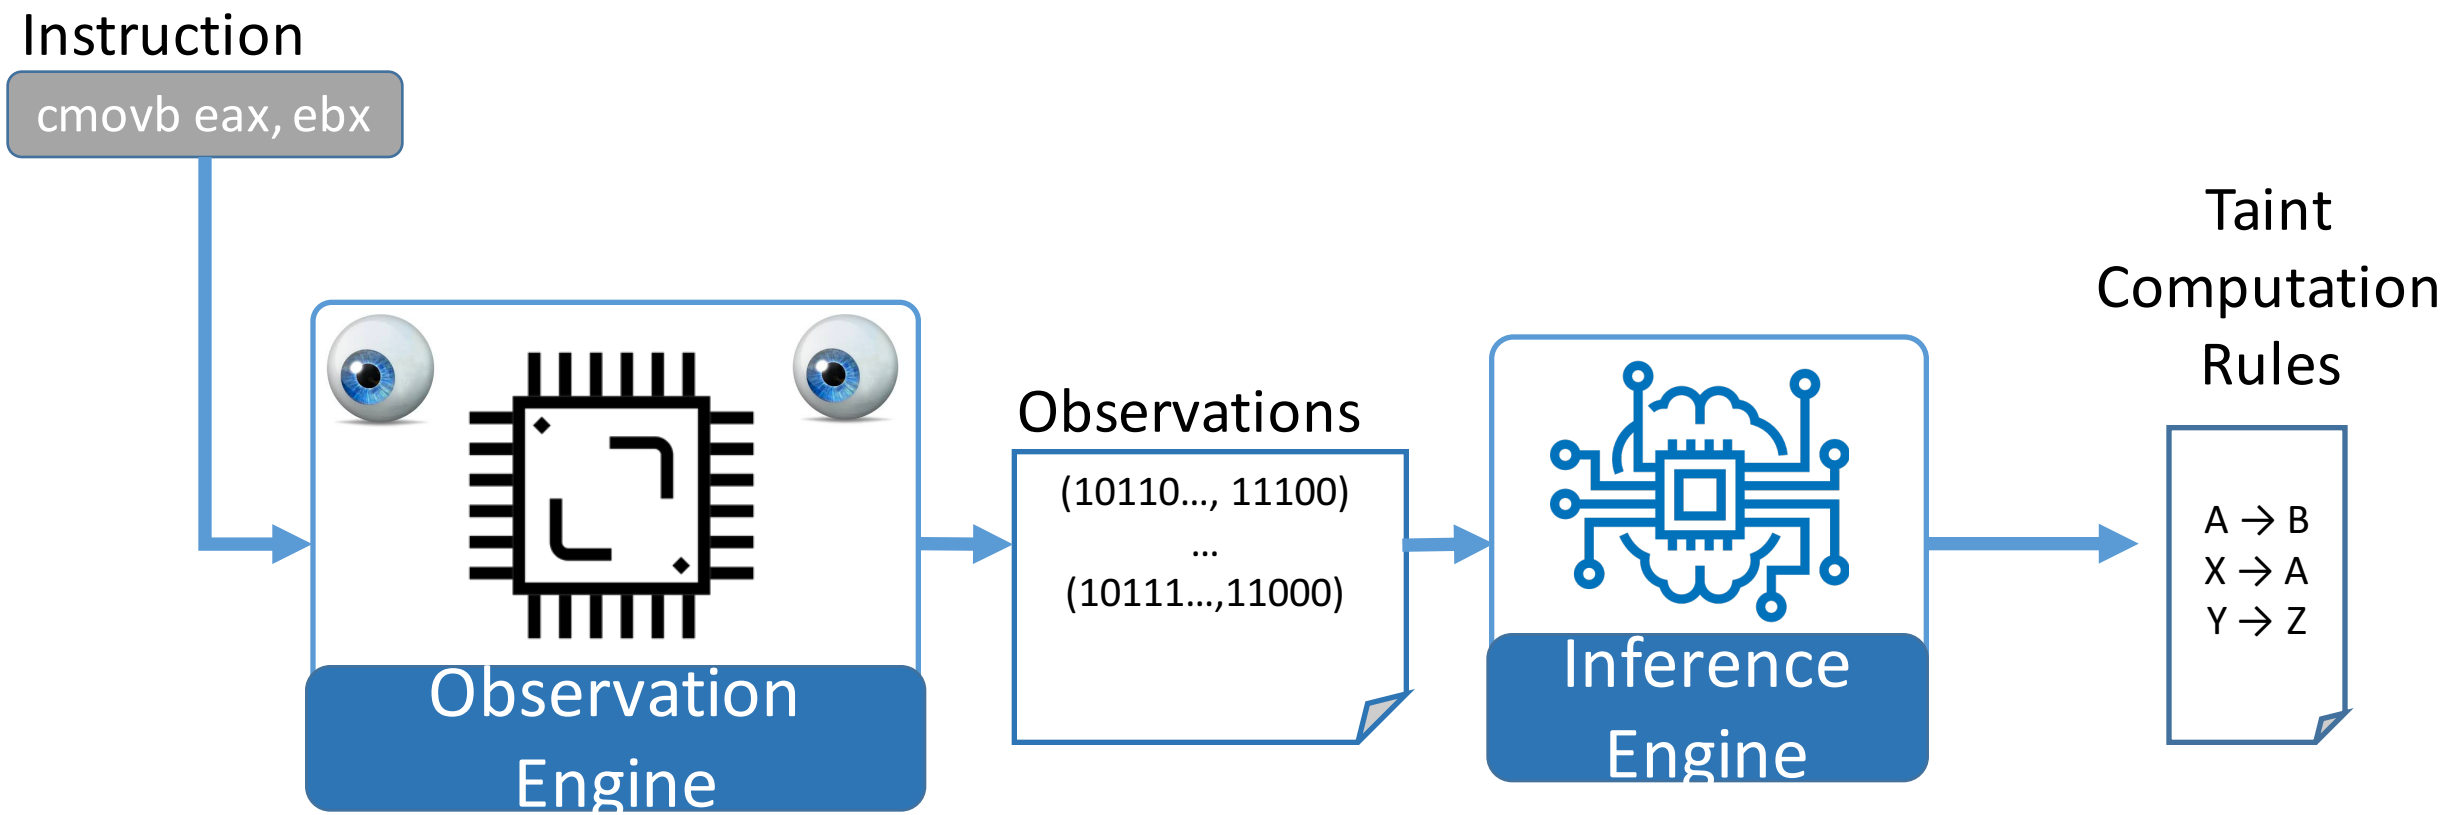 Instruction
cmovb eax, ebx
Observation
Engine
Observations
(10110…, 11100)
…
(10111…,11000)
Inference
Engine
Taint
Computation
Rules
A → B
X → A
Y → Z